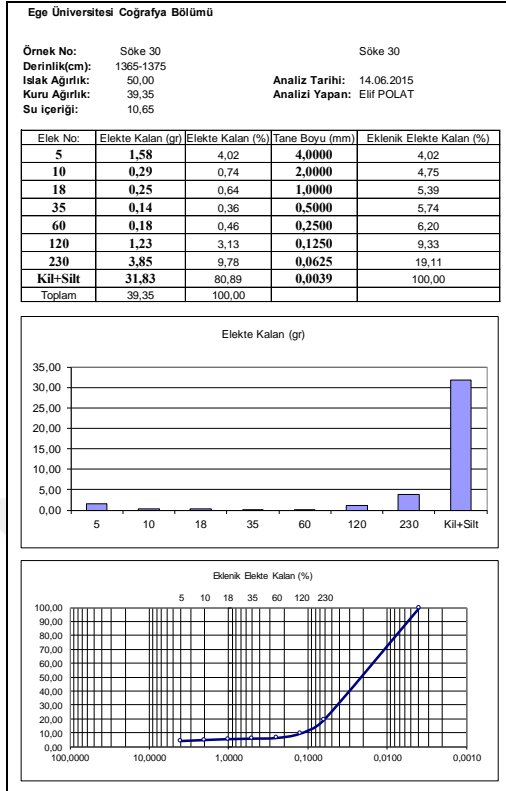 Ege Üniversitesi Coğrafya Bölümü
Örnek No: Söke 30 Söke 30
Derinlik(cm): 1365-1375
Islak Ağırlık: 50,00 Analiz Tarihi: 14.06.2015
Kuru Ağırlık: 39,35 Analizi Yapan: Elif POLAT
Su içeriği: 10,65
Elek No: Elekte Kalan (gr) Elekte Kalan (%) Tane Boyu (mm) Eklenik Elekte Kalan (%)
5 1,58 4,02 4,0000 4,02
10 0,29 0,74 2,0000 4,75
18 0,25 0,64 1,0000 5,39
35 0,14 0,36 0,5000 5,74
60 0,18 0,46 0,2500 6,20
120 1,23 3,13 0,1250 9,33
230 3,85 9,78 0,0625 19,11
Kil+Silt 31,83 80,89 0,0039 100,00
Toplam 39,35 100,00
Elekte Kalan (gr)
35,00
30,00
25,00
20,00
15,00
10,00
5,00
0,00
5 10 18 35 60 120 230 Kil+Silt
Eklenik Elekte Kalan (%)
5 10 18 35 60 120 230
100,00
90,00
80,00
70,00
60,00
50,00
40,00
30,00
20,00
10,00
0,00
100,0000 10,0000 1,0000 0,1000 0,0100 0,0010